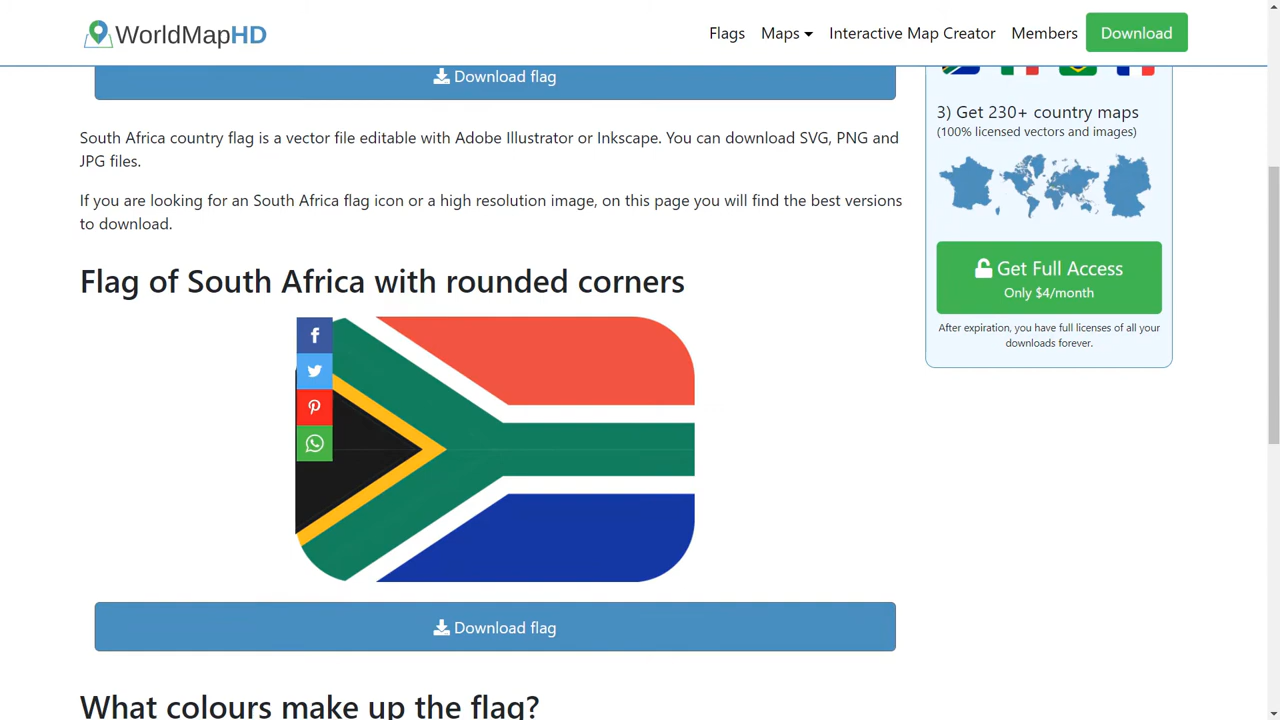 WorldMapHD
Flags
Maps
Interactive Map Creator
Members
Download
Download flag
South Africa country flag is a vector file editable with Adobe Illustrator or Inkscape. You can download SVG, PNG and
JPG files.
If you are looking for an South Africa flag icon or a high resolution image, on this page you will find the best versions
to download.
Flag of South Africa with rounded corners
Download flag
What colours make up the flag?
3) Get 230+ country maps
(100% licensed vectors and images)
Get Full Access
Only $4/month
After expiration, you have full licenses of all your
downloads forever.